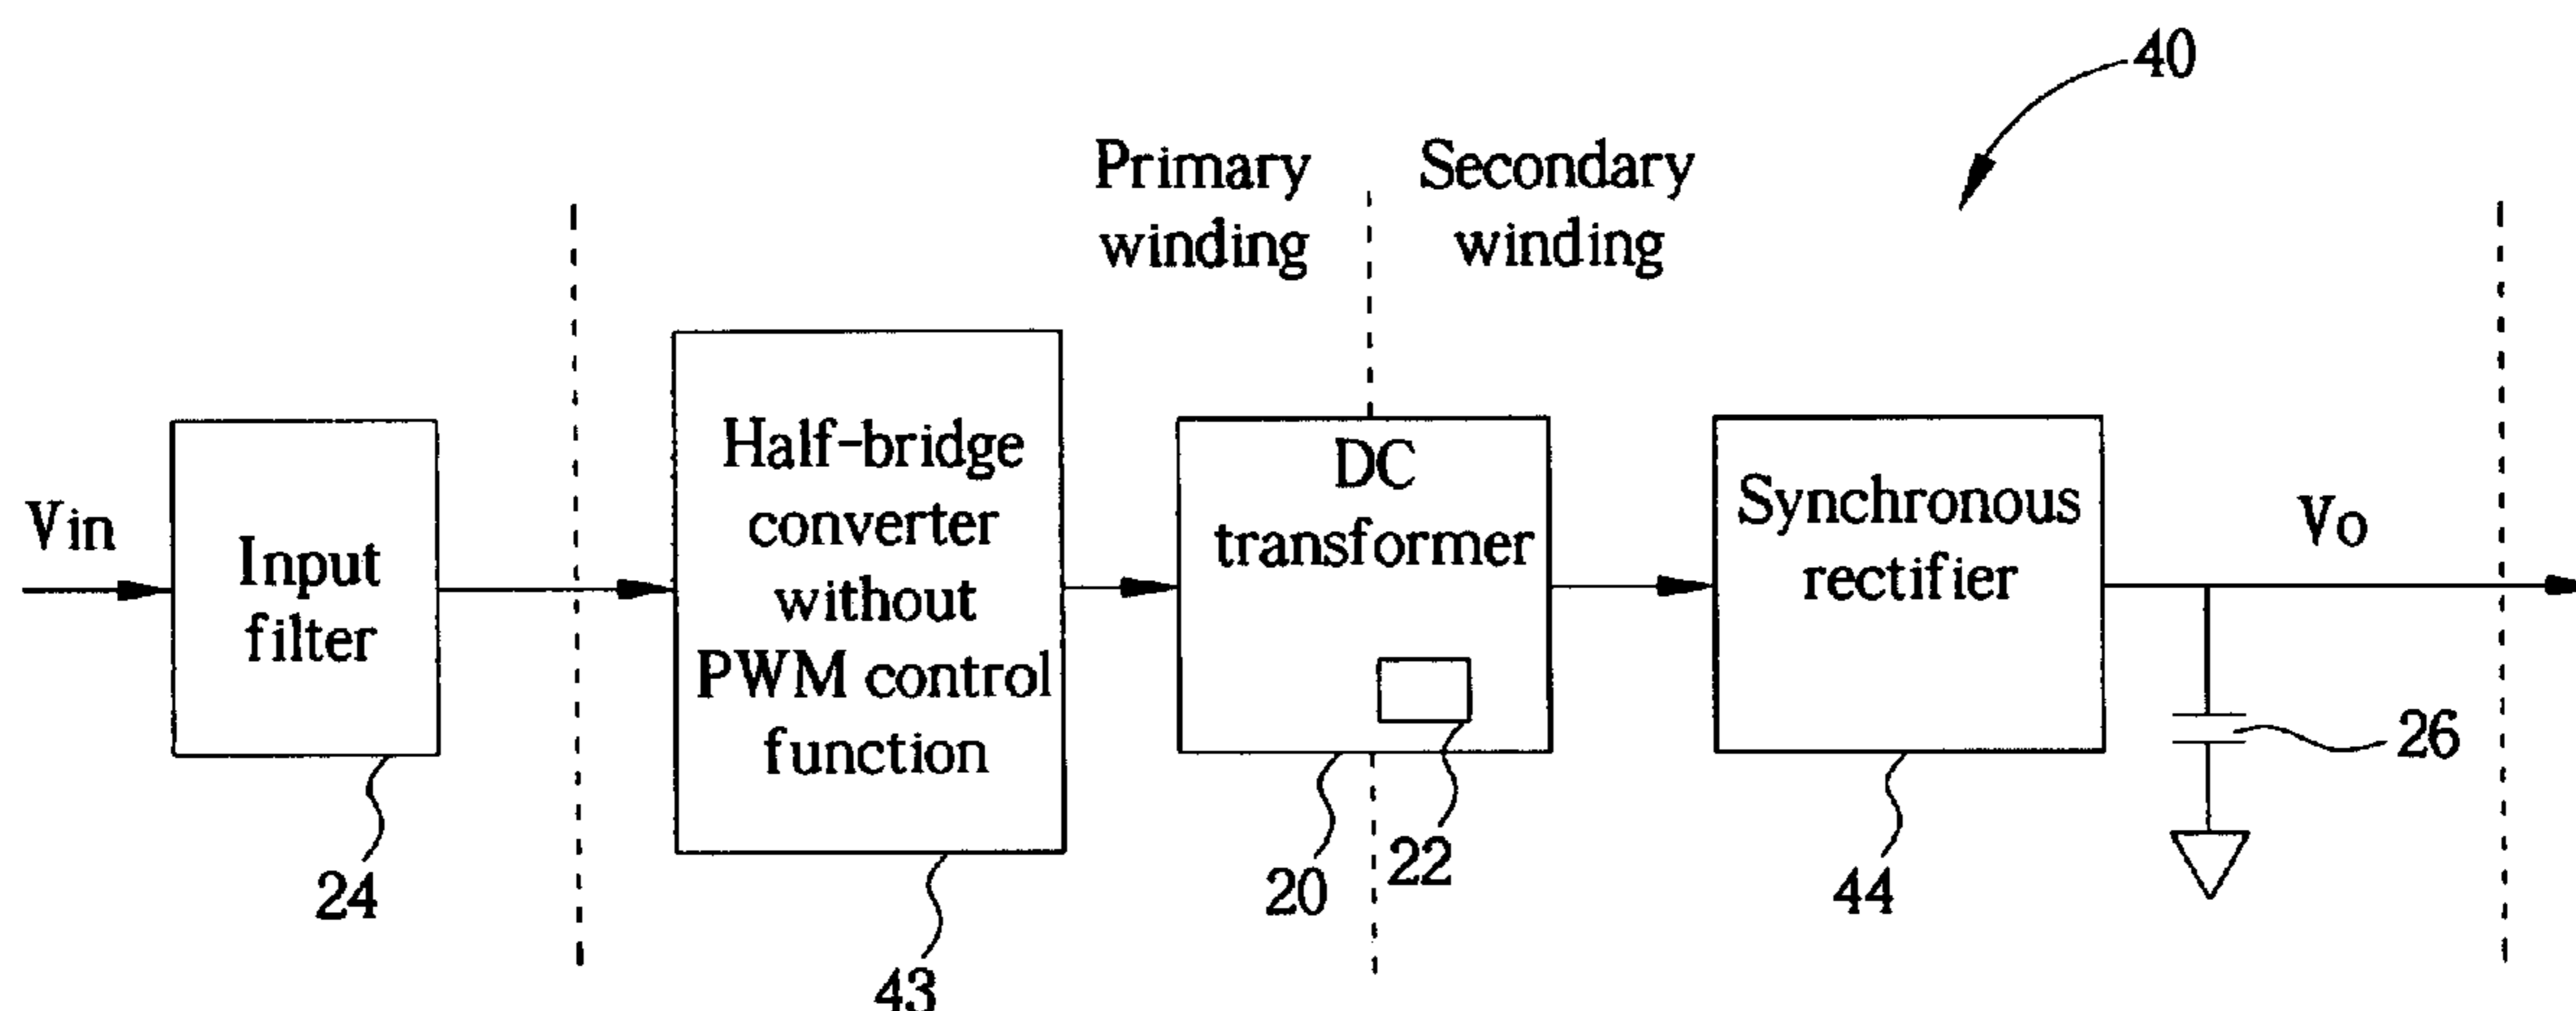 40
Primary
winding
Secondary
winding
Vin
Input
filter
Half-bridge
converter
without
PWM control
function
DC
transformer
Synchronous
rectifier
Vo
26
24
43
20
22
44